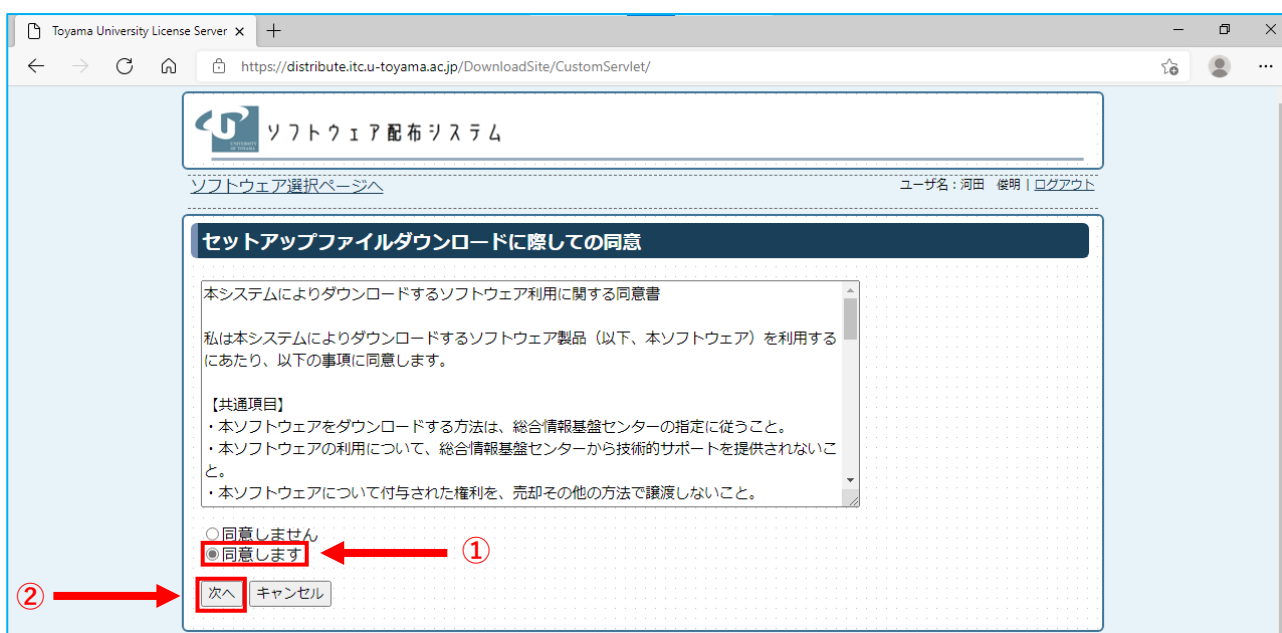 Toyama University License Server
https://distribute.itc.u-toyama.ac.jp/DownloadSite/CustomServlet/
ソフトウェア配布システム
ソフトウェア選択ページへ
ユーザ名:河田 俊明 | ログアウト
セットアップファイルダウンロードに際しての同意
本システムによりダウンロードするソフトウェア利用に関する同意書
私は本システムによりダウンロードするソフトウェア製品（以下、本ソフトウェア）を利用する
にあたり、以下の事項に同意します。
【共通項目】
・本ソフトウェアをダウンロードする方法は、総合情報基盤センターの指定に従うこと。
・本ソフトウェアの利用について、総合情報基盤センターから技術的サポートを提供されないこ
と。
・本ソフトウェアについて付与された権利を、売却その他の方法で譲渡しないこと。
同意しません
同意します ①
② 次へ キャンセル